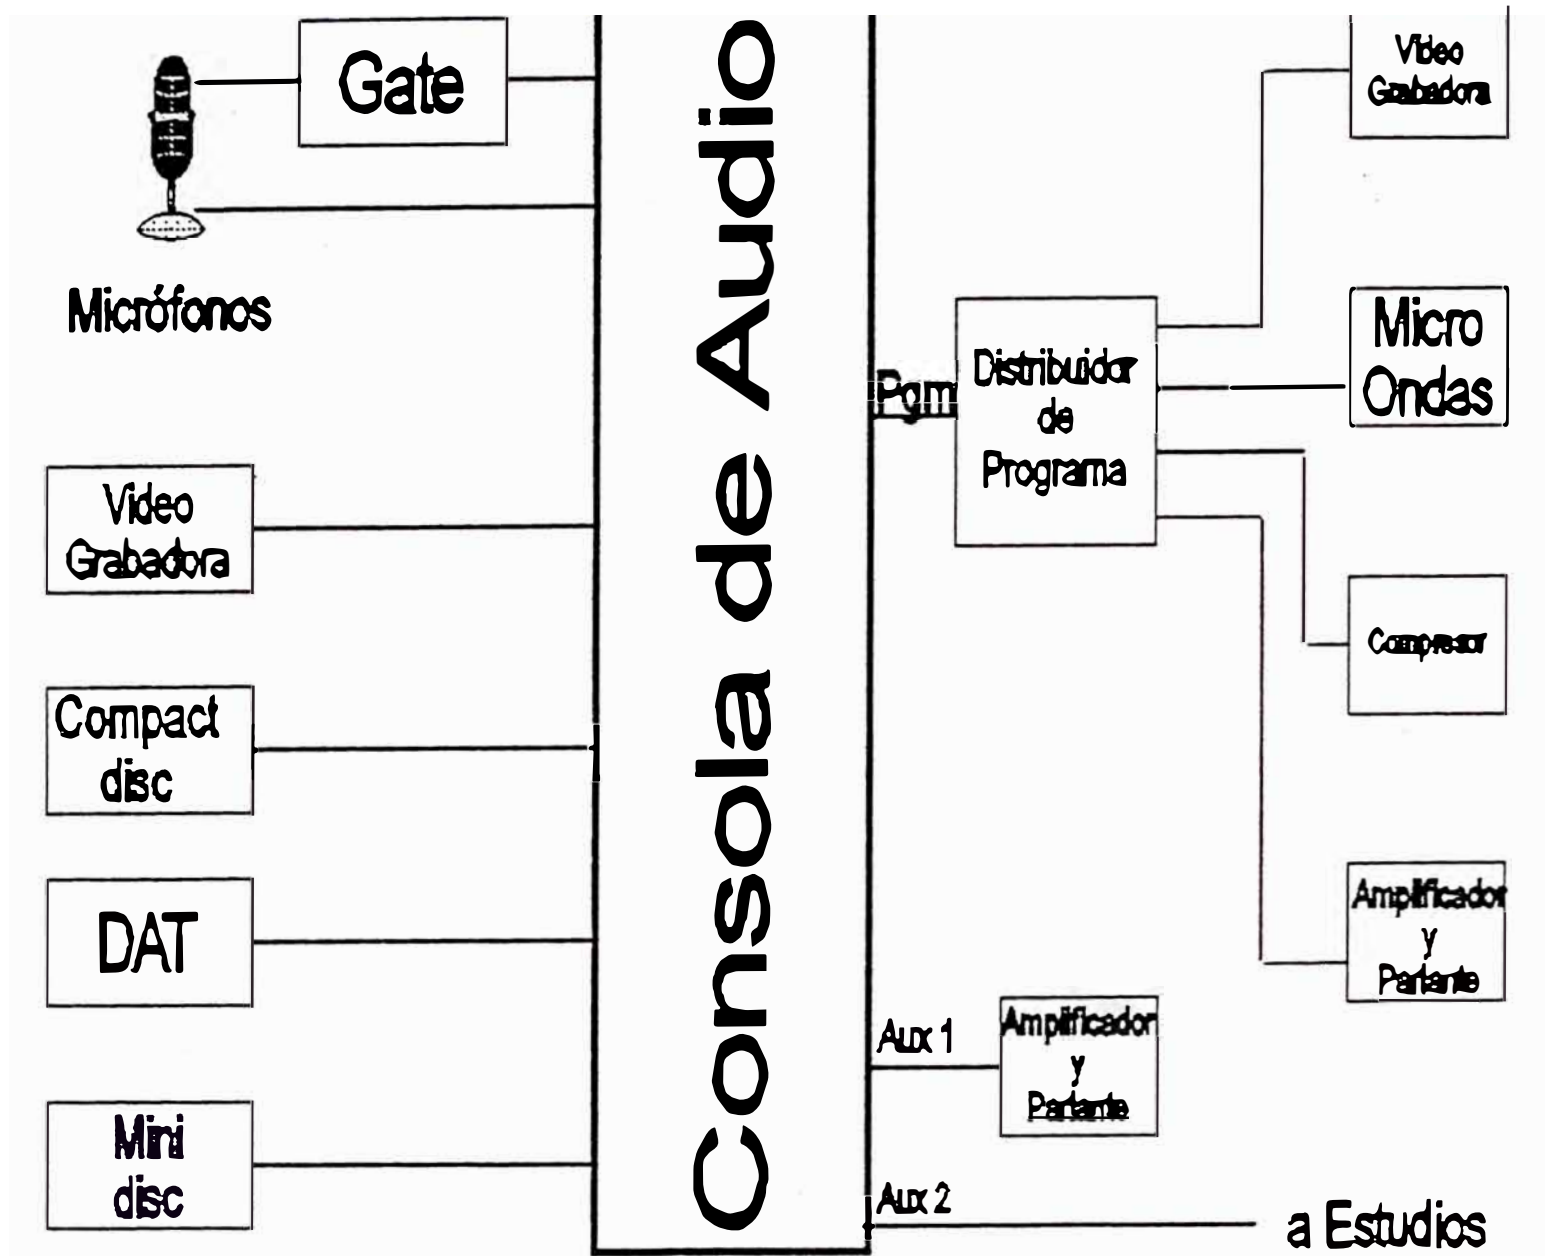 Gate
Micrófonos
Video
Grabadora
Compact
disc
DAT
Mini
disc
Consola de Audio
Pgm
Distribuidor
de
Programa
Video
Grabadora
Micro
Ondas
Compresor
Amplificador
y
Parlante
Aux 1
Amplificador
y
Parlante
Aux 2
a Estudios